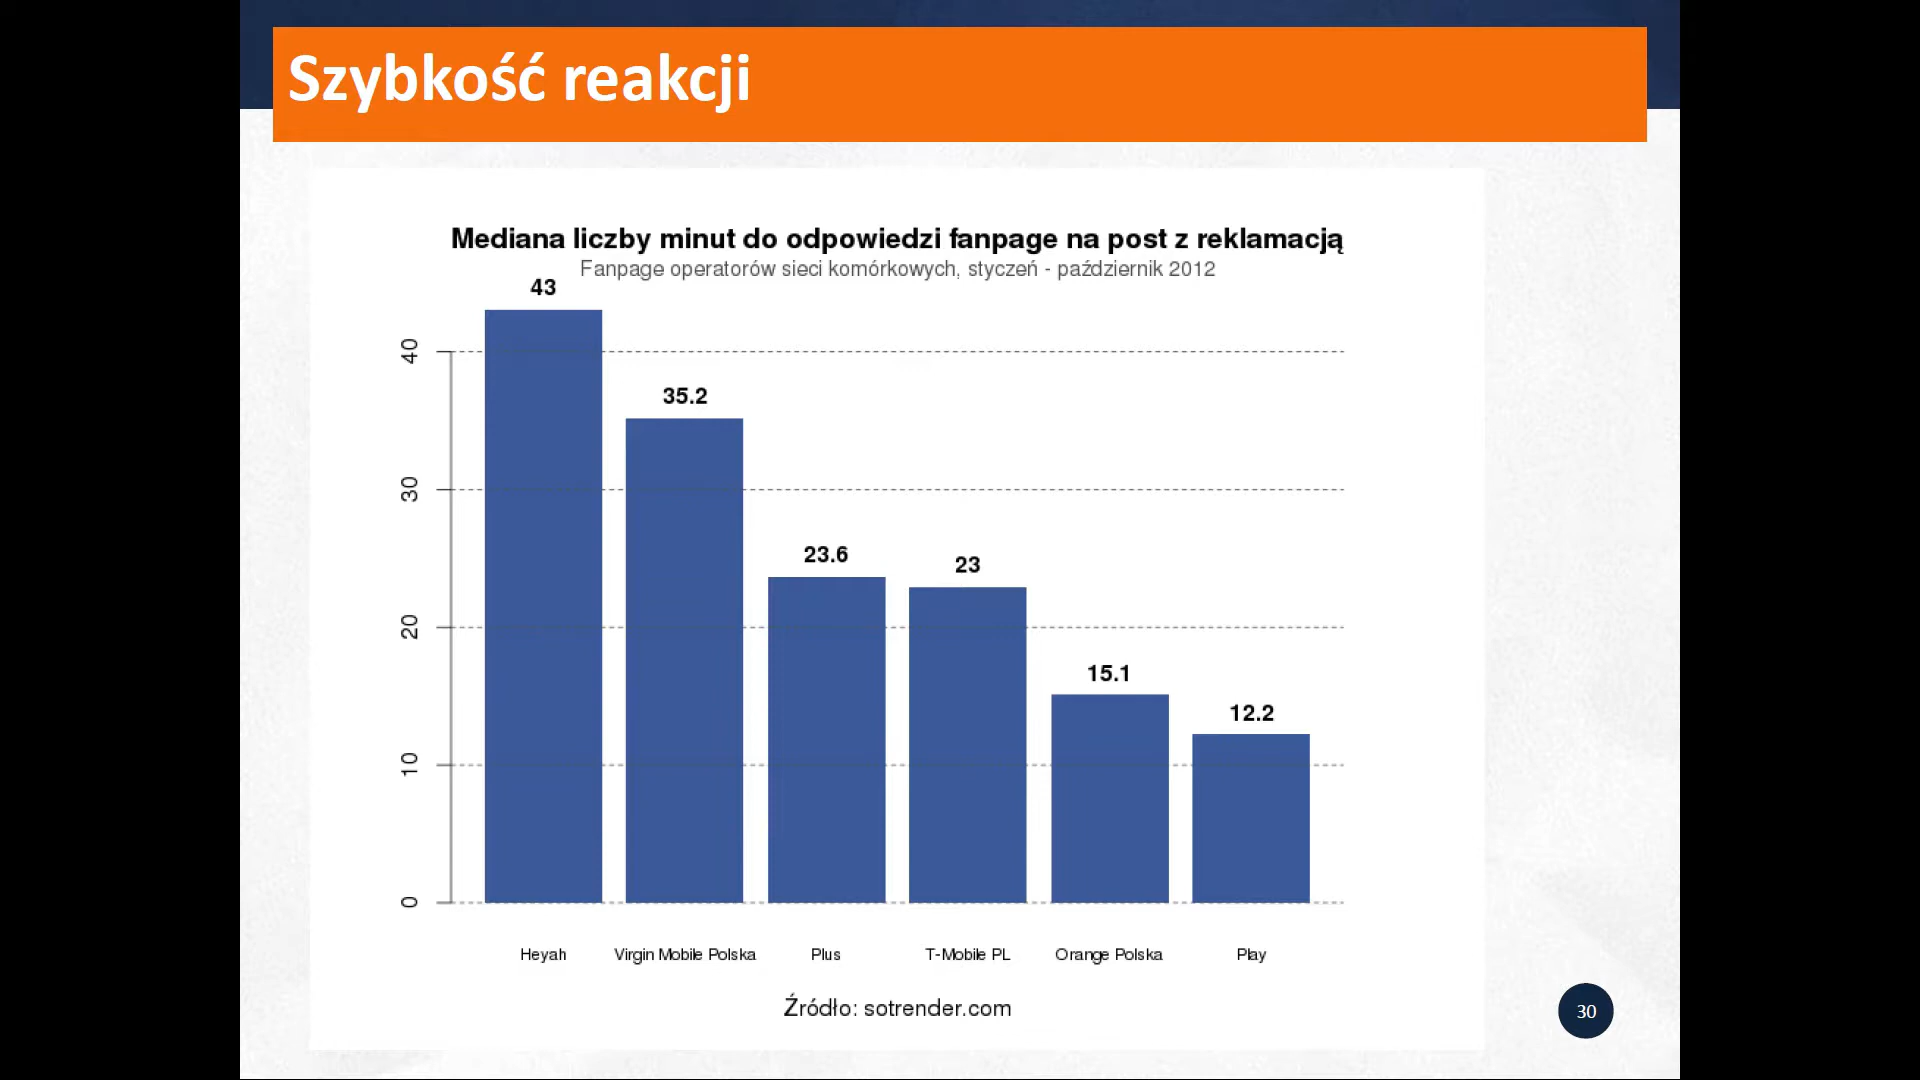 Szybkość reakcji
Mediana liczby minut do odpowiedzi fanpage na post z reklamacją
Fanpage operatorów sieci komórkowych, styczeń - październik 2012
43
40
35.2
30
23.6
23
20
15.1
12.2
10
0
Heyah Virgin Mobile Polska Plus T-Mobile PL Orange Polska Play
Źródło: sotrender.com
30